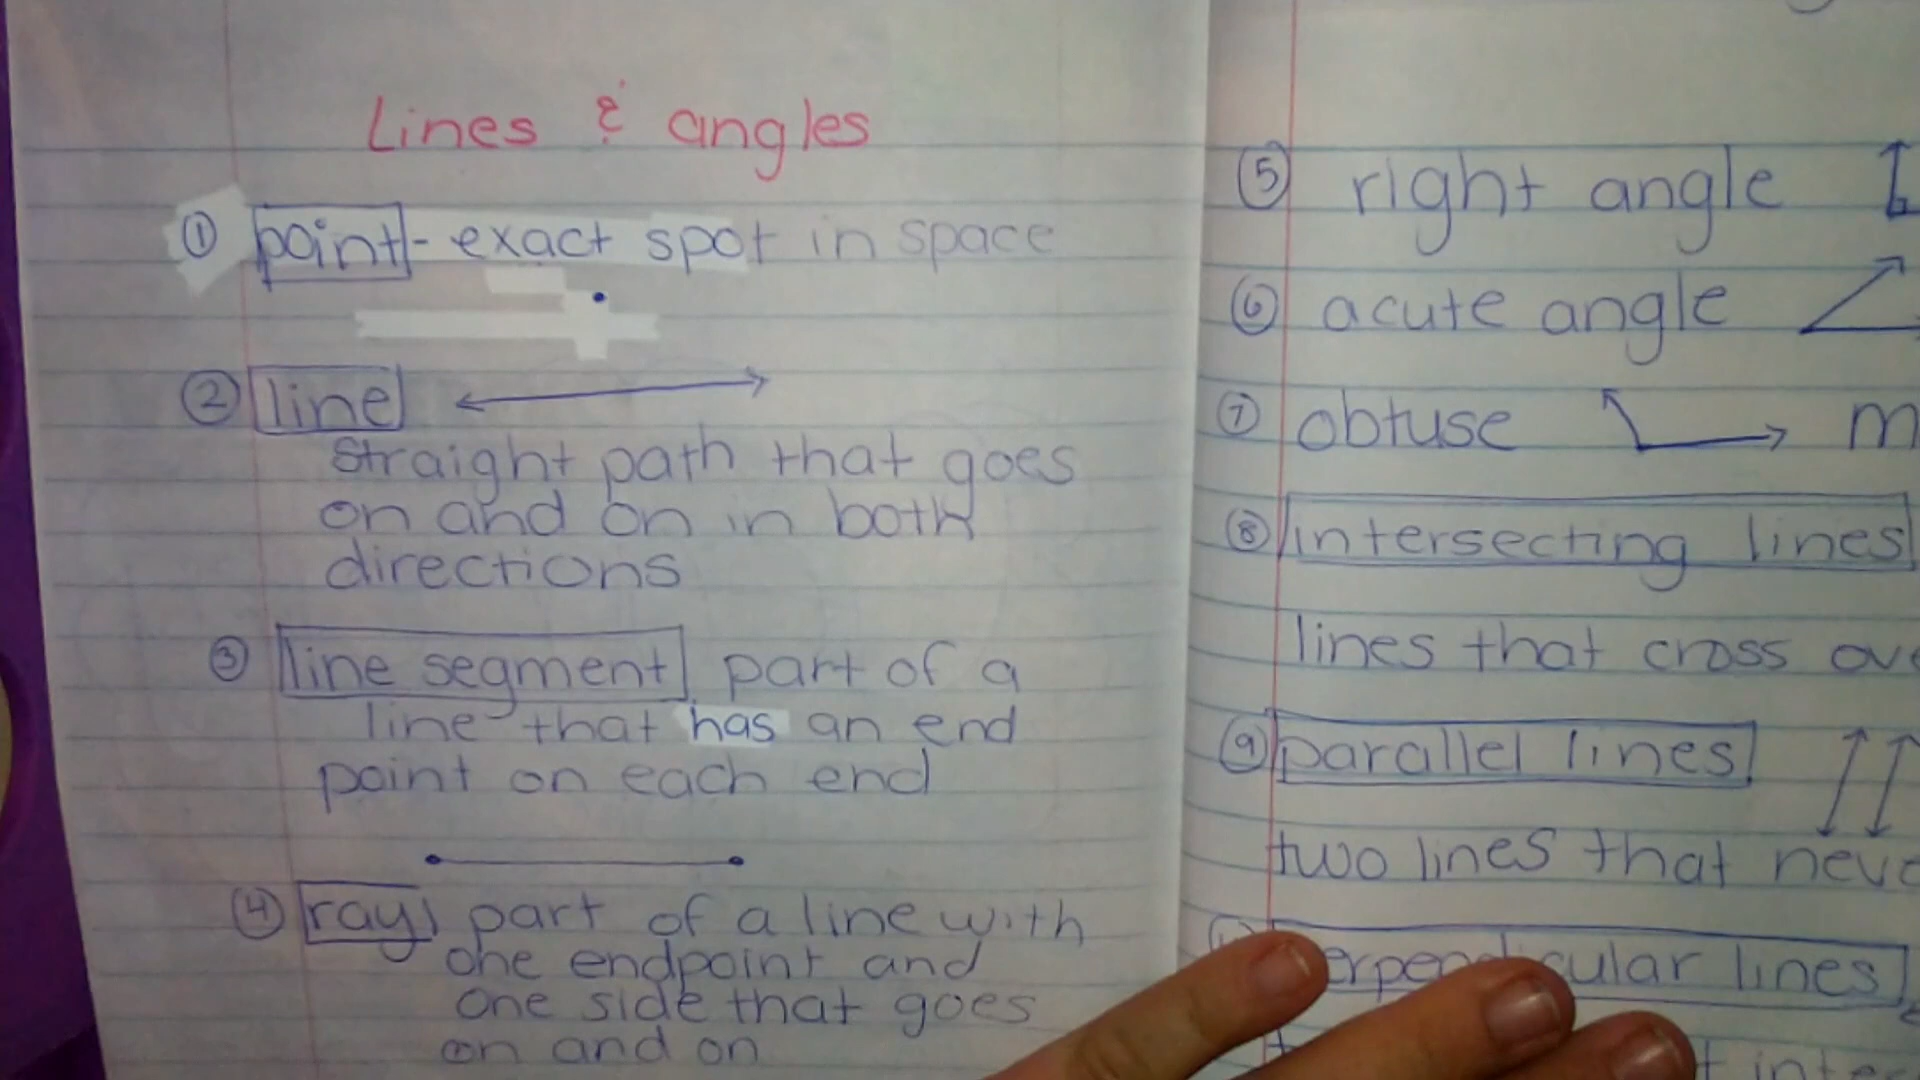 Lines & angles
① point - exact spot in space
② line
straight path that goes
on and on in both
directions
③ line segment part of a
line that has an end
point on each end
④ ray part of a line with
one endpoint and
one side that goes
on and on
⑤ right angle
⑥ acute angle
⑦ obtuse
⑧ intersecting lines
lines that cross
⑨ parallel lines
two lines that
lines